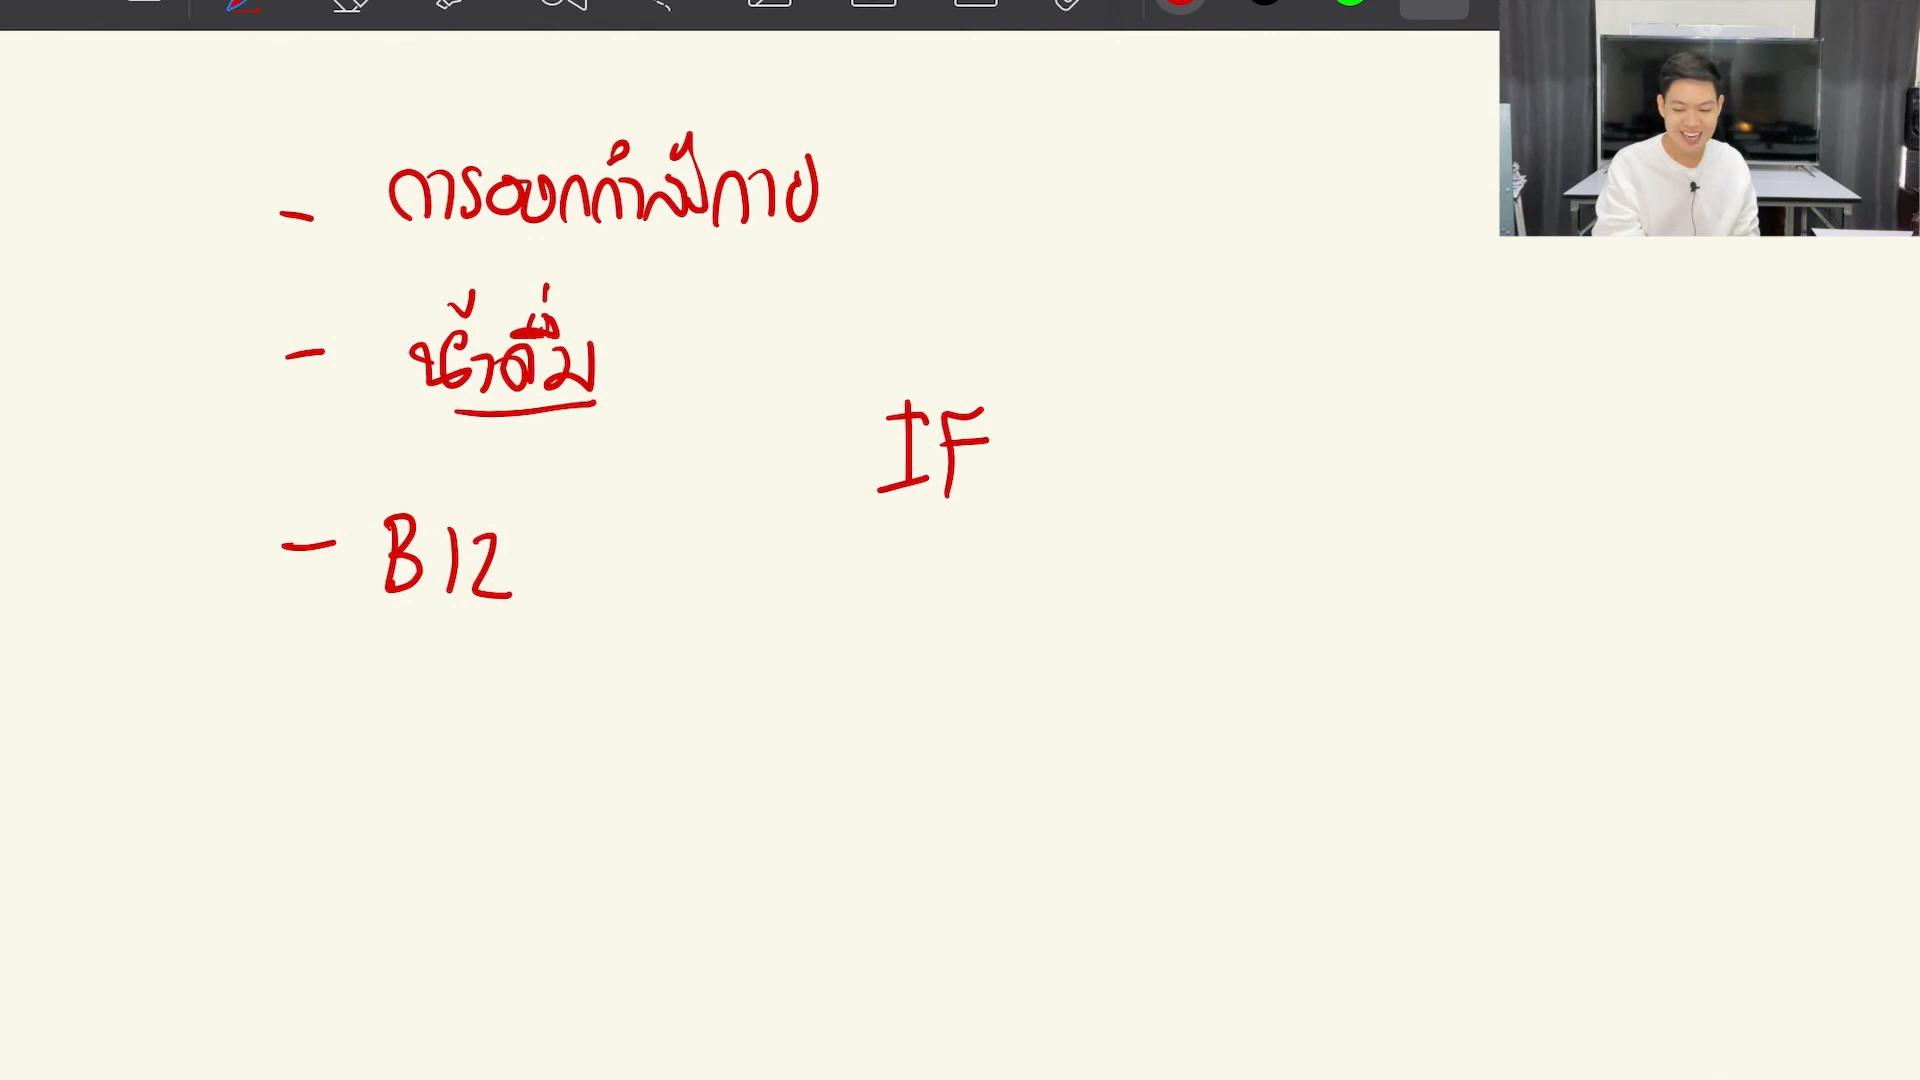 - การออกกำลังกาย
- น้ำดื่ม
IF
- B12